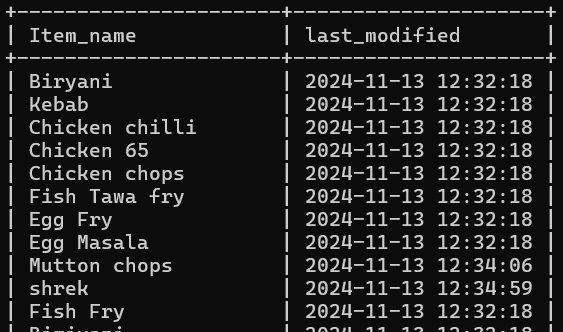 +----------------------+---------------------+
| Item_name            | last_modified       |
+----------------------+---------------------+
| Biryani              | 2024-11-13 12:32:18 |
| Kebab                | 2024-11-13 12:32:18 |
| Chicken chilli       | 2024-11-13 12:32:18 |
| Chicken 65           | 2024-11-13 12:32:18 |
| Chicken chops        | 2024-11-13 12:32:18 |
| Fish Tawa fry        | 2024-11-13 12:32:18 |
| Egg Fry              | 2024-11-13 12:32:18 |
| Egg Masala           | 2024-11-13 12:32:18 |
| Mutton chops         | 2024-11-13 12:34:06 |
| shrek                | 2024-11-13 12:34:59 |
| Fish Fry             | 2024-11-13 12:32:18 |